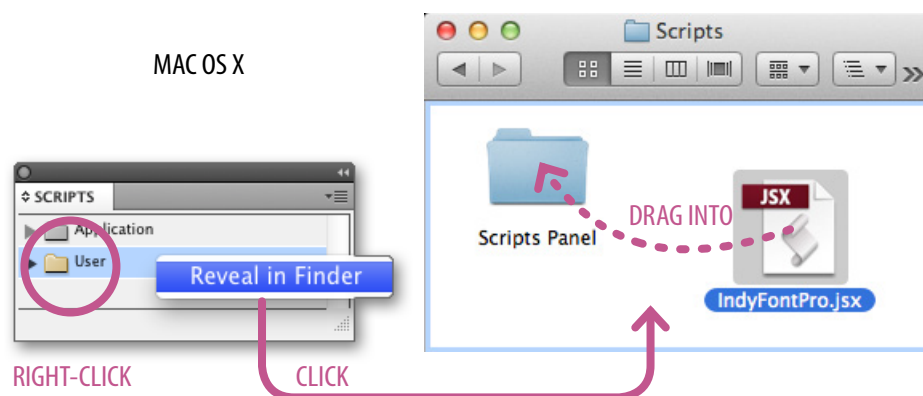 MAC OS X
Scripts
SCRIPTS
Application
User
Reveal in Finder
RIGHT-CLICK
CLICK
Scripts Panel
DRAG INTO
JSX
IndyFontPro.jsx